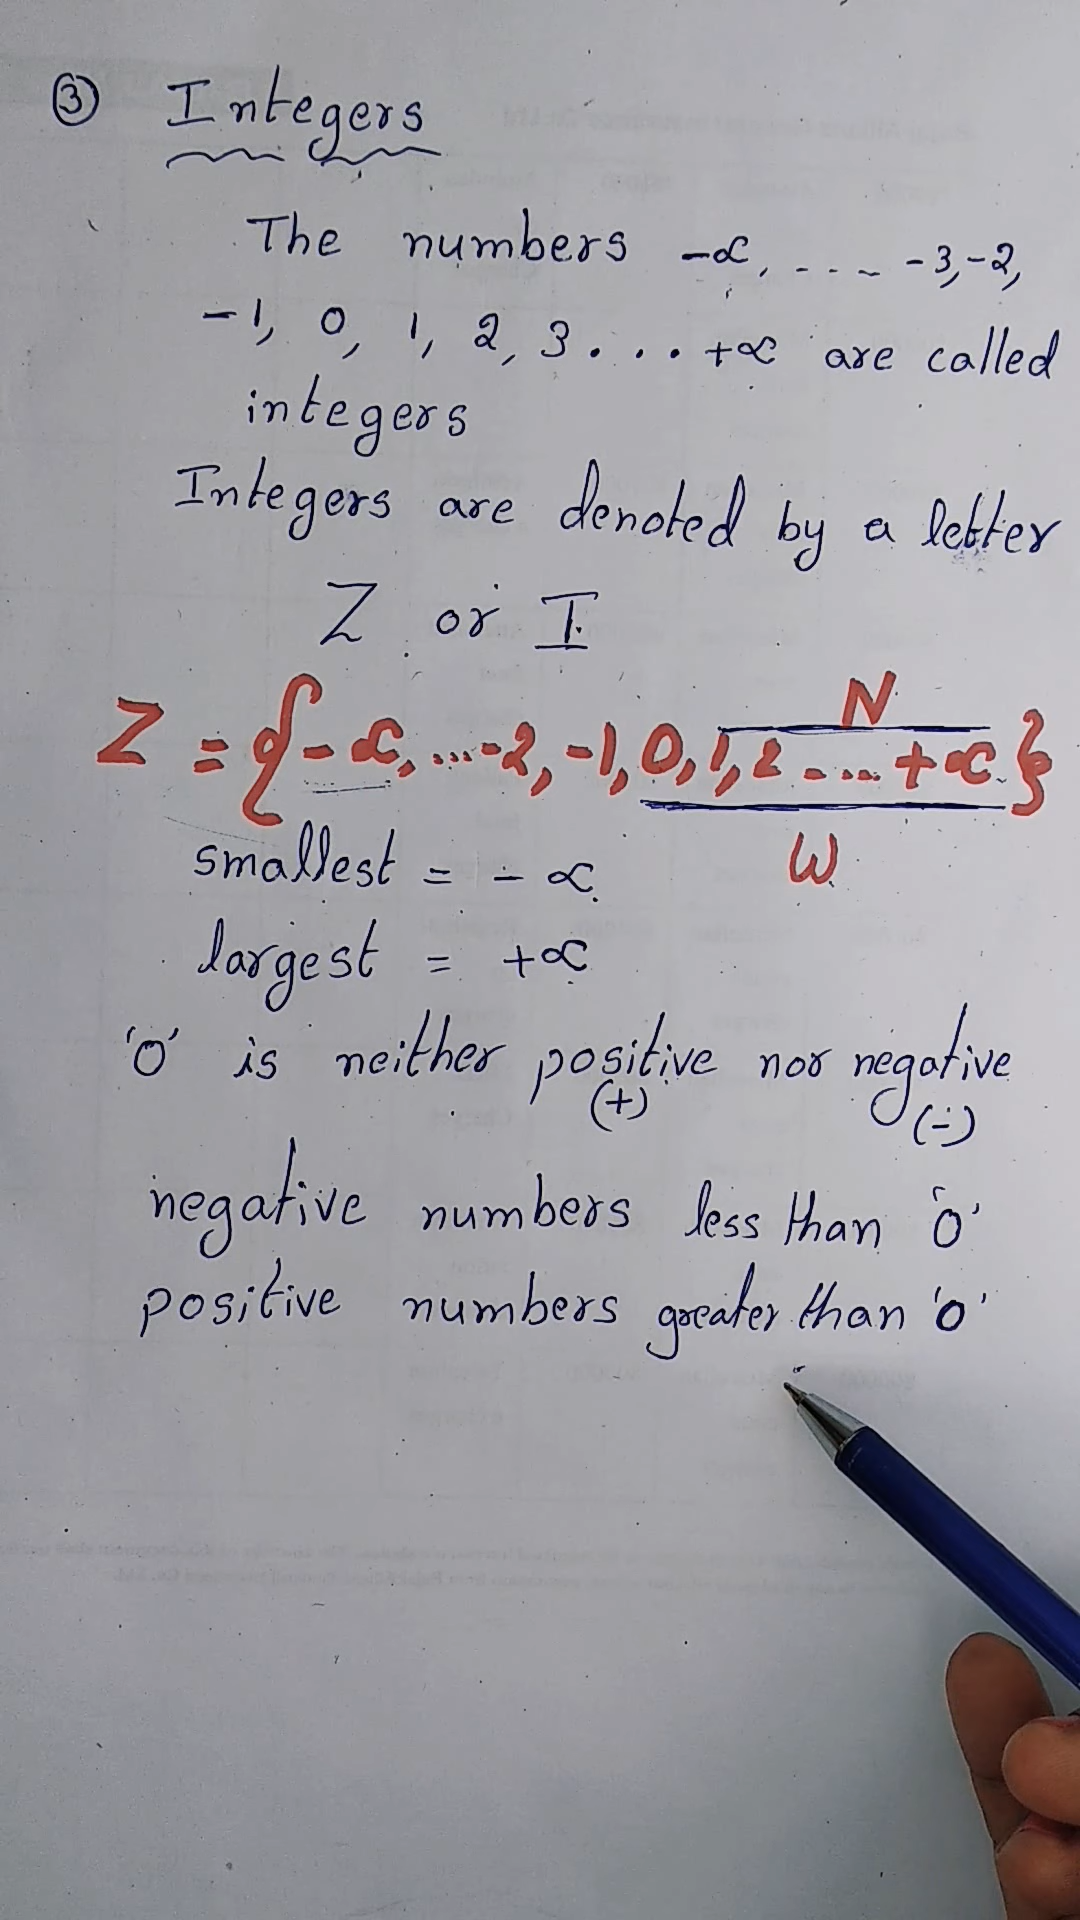 ③ Integers
The numbers -∝, ---- -3,-2,
-1, 0, 1, 2, 3.... +∝ are called
integers
Integers are denoted by a letter
Z or I
N
Z = {-∝, ...-2, -1, 0, 1, 2 ..... +∝}
W
smallest = -∝
largest = +∝
'0' is neither positive nor negative
(+) (-)
negative numbers less than '0'
positive numbers greater than '0'